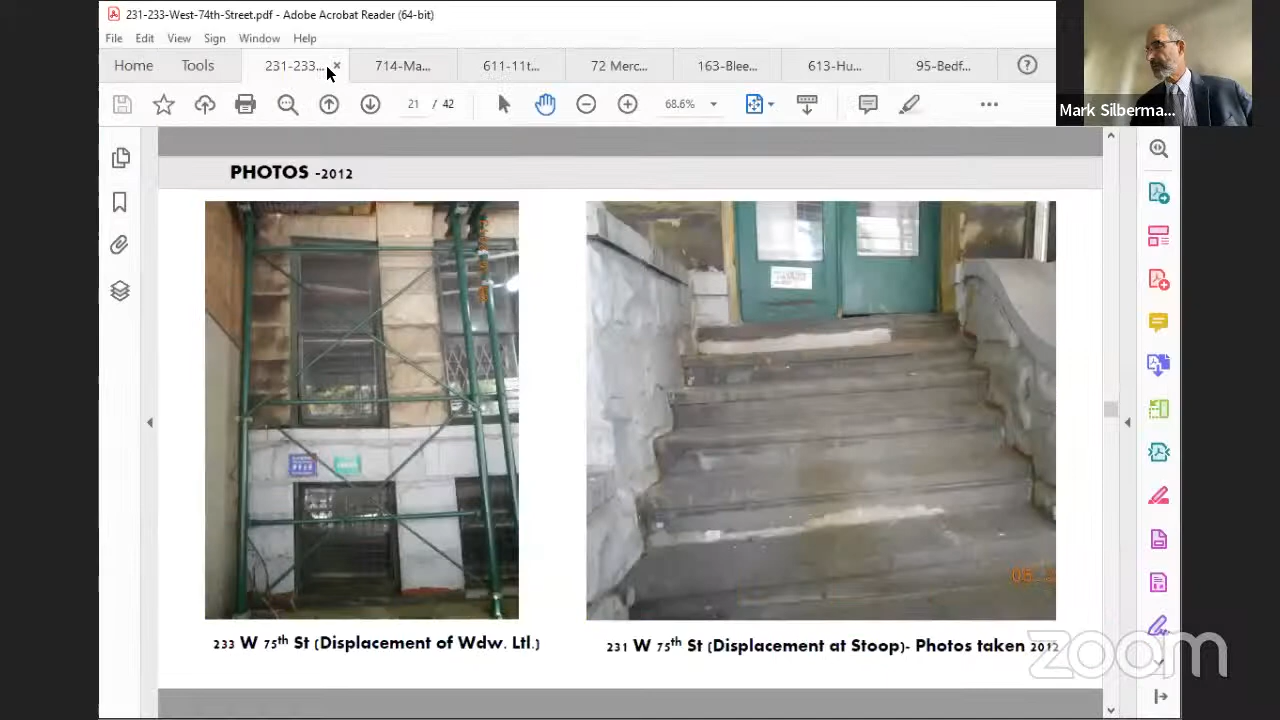 231-233-West-74th-Street.pdf - Adobe Acrobat Reader (64-bit)
File Edit View Sign Window Help
Home Tools 231-233... × 714-Ma... 611-11t... 72 Merc... 163-Blee... 613-Hu... 95-Bedf...
21 / 42 68.6%
Mark Silberma...
PHOTOS -2012
233 W 75th St (Displacement of Wdw. Ltl.)
231 W 75th St (Displacement at Stoop)- Photos taken 2012
zoom